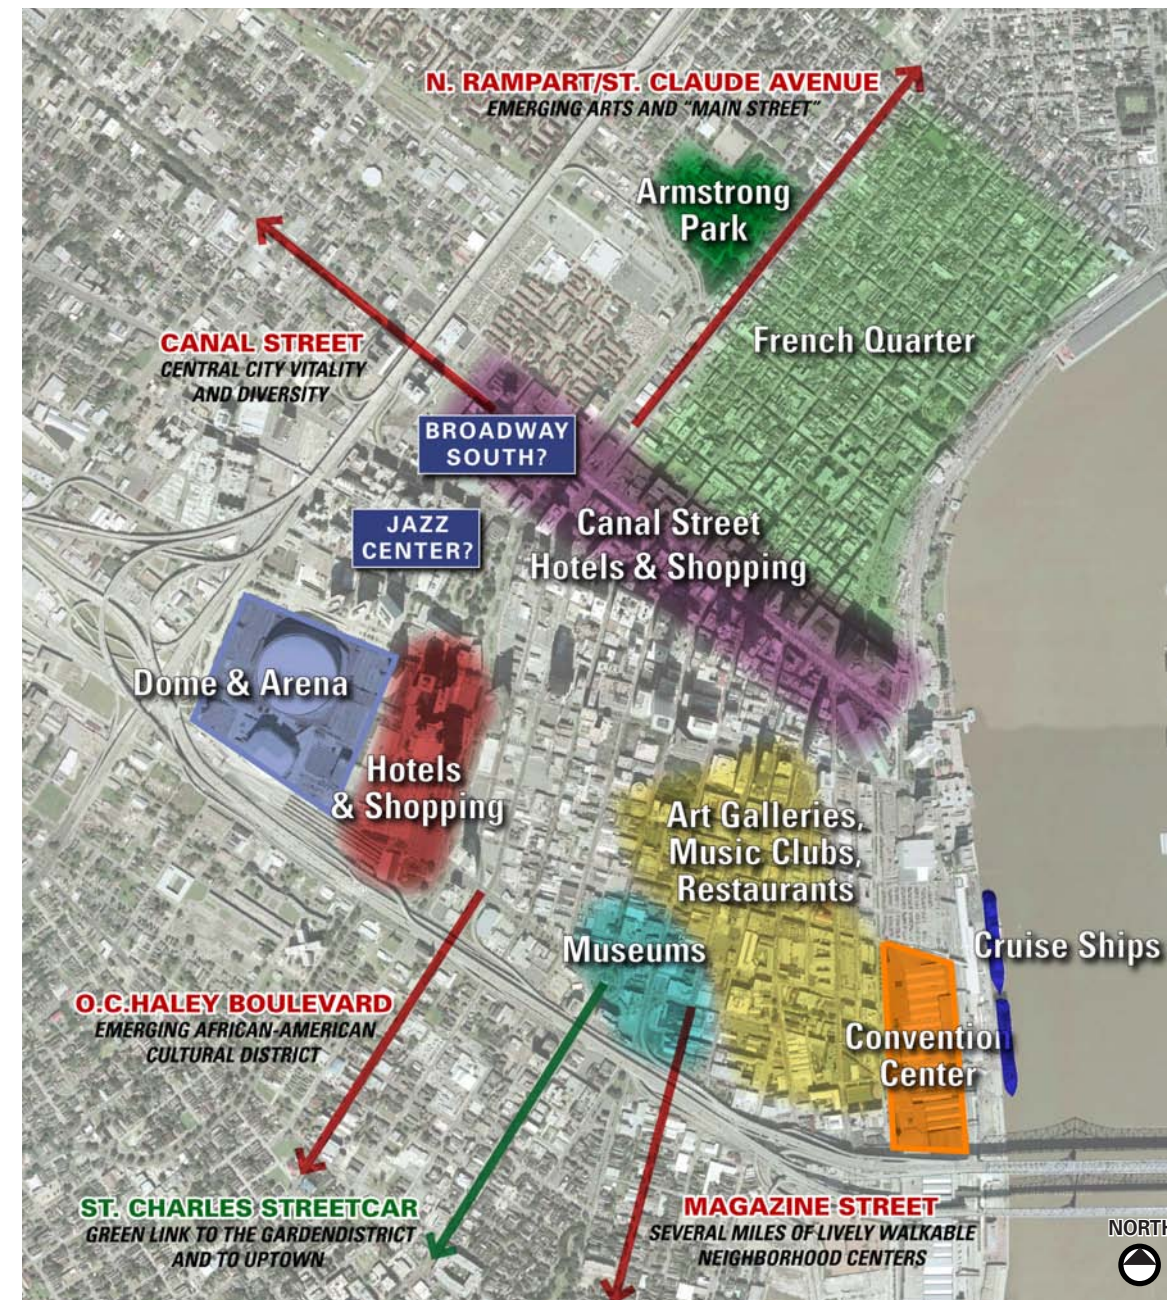 N. RAMPART/ST. CLAUDE AVENUE
EMERGING ARTS AND “MAIN STREET”
Armstrong
Park
French Quarter
CANAL STREET
CENTRAL CITY VITALITY
AND DIVERSITY
BROADWAY
SOUTH?
JAZZ
CENTER?
Canal Street
Hotels & Shopping
Dome & Arena
Hotels
& Shopping
Art Galleries,
Music Clubs,
Restaurants
Museums
Cruise Ships
Convention
Center
O.C.HALEY BOULEVARD
EMERGING AFRICAN-AMERICAN
CULTURAL DISTRICT
ST. CHARLES STREETCAR
GREEN LINK TO THE GARDENDISTRICT
AND TO UPTOWN
MAGAZINE STREET
SEVERAL MILES OF LIVELY WALKABLE
NEIGHBORHOOD CENTERS
NORTH